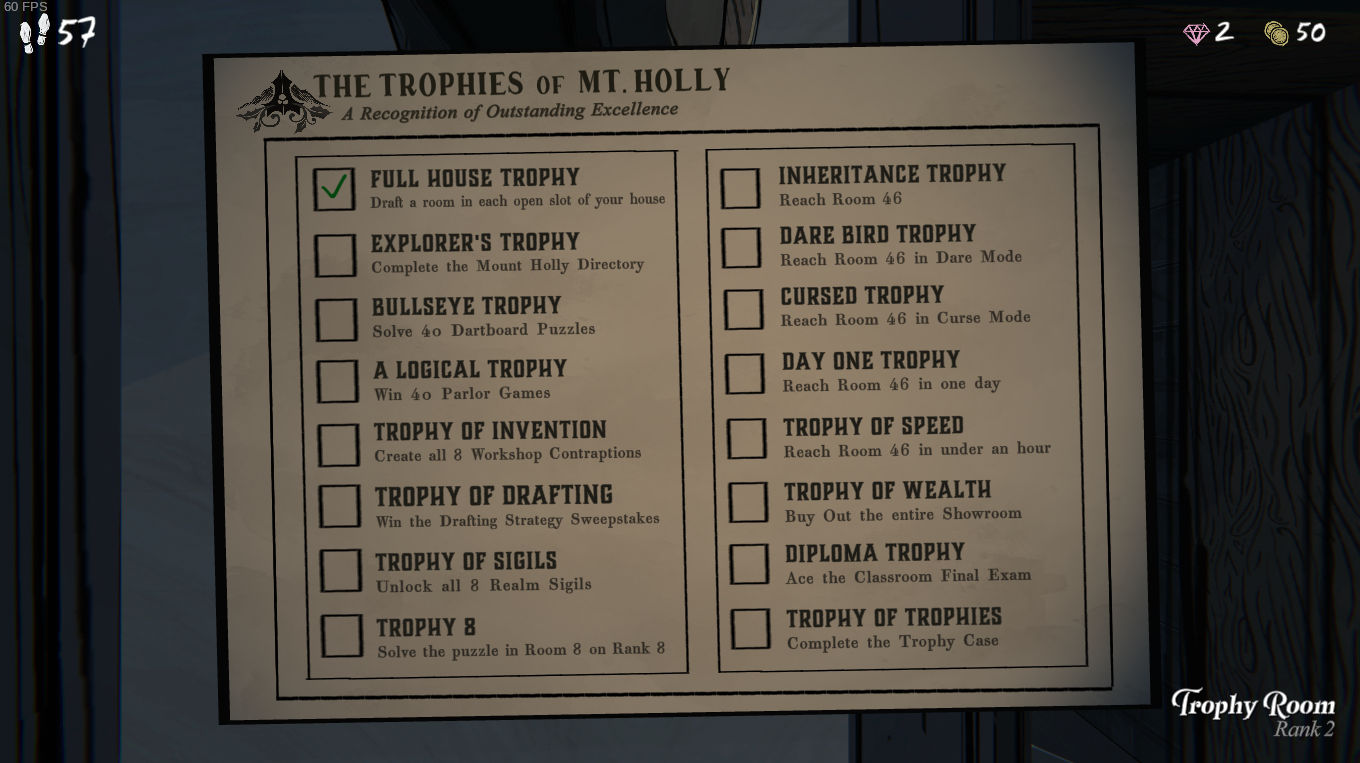 60 FPS
57
2
50
THE TROPHIES OF MT. HOLLY
A Recognition of Outstanding Excellence
FULL HOUSE TROPHY
Draft a room in each open slot of your house
EXPLORER'S TROPHY
Complete the Mount Holly Directory
BULLSEYE TROPHY
Solve 40 Dartboard Puzzles
A LOGICAL TROPHY
Win 40 Parlor Games
TROPHY OF INVENTION
Create all 8 Workshop Contraptions
TROPHY OF DRAFTING
Win the Drafting Strategy Sweepstakes
TROPHY OF SIGILS
Unlock all 8 Realm Sigils
TROPHY 8
Solve the puzzle in Room 8 on Rank 8
INHERITANCE TROPHY
Reach Room 46
DARE BIRD TROPHY
Reach Room 46 in Dare Mode
CURSED TROPHY
Reach Room 46 in Curse Mode
DAY ONE TROPHY
Reach Room 46 in one day
TROPHY OF SPEED
Reach Room 46 in under an hour
TROPHY OF WEALTH
Buy Out the entire Showroom
DIPLOMA TROPHY
Ace the Classroom Final Exam
TROPHY OF TROPHIES
Complete the Trophy Case
Trophy Room
Rank 2